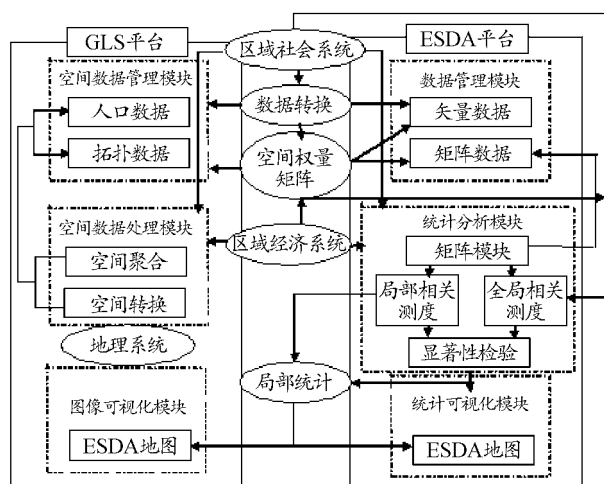 GLS平台
区域社会系统
ESDA平台
空间数据管理模块
人口数据
拓扑数据
数据转换
空间权量
矩阵
数据管理模块
矢量数据
矩阵数据
空间数据处理模块
空间聚合
空间转换
区域经济系统
统计分析模块
矩阵模块
局部相关
测度
全局相关
测度
显著性检验
地理系统
局部统计
图像可视化模块
ESDA地图
统计可视化模块
ESDA地图